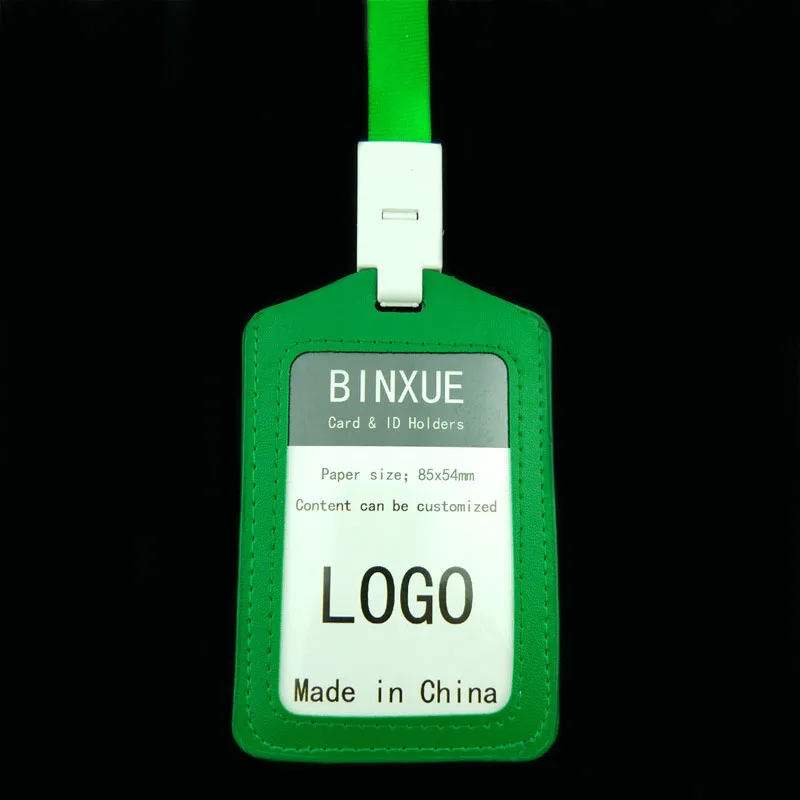 BINXUE
Card & ID Holders
Paper size; 85x54mm
Content can be customized
LOGO
Made in China